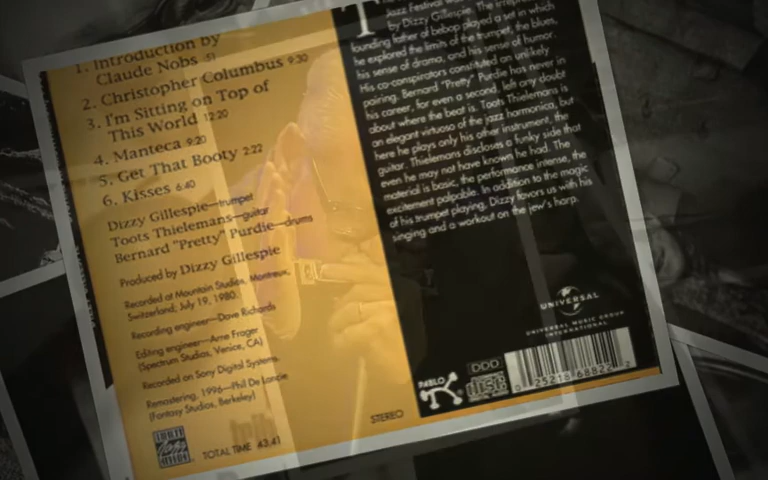 1. Introduction by
Claude Nobs :51
2. Christopher Columbus 9:30
3. I'm Sitting on Top of
This World 12:20
4. Manteca 9:20
5. Get That Booty 2:22
6. Kisses 6:40
Dizzy Gillespie—trumpet
Toots Thielemans—guitar
Bernard "Pretty" Purdie—drums
Produced by Dizzy Gillespie
Recorded at Mountain Studios, Montreux,
Switzerland; July 19, 1980.
Recording engineer—Dave Richards
Editing engineer—Arne Frager
(Spectrum Studios, Venice, CA)
Recorded on Sony Digital Systems.
Remastering, 1996—Phil De Lancie
(Fantasy Studios, Berkeley)
TOTAL TIME 43:41
STEREO
Jazz Festival
by Dizzy Gillespie. The
founding father of bebop played a set in which
he explored the limits of the trumpet, the blues,
his sense of drama, and his sense of humor.
His co-conspirators constituted an unlikely
pairing. Bernard "Pretty" Purdie has never in
his career, for even a second, left any doubt
about where the beat is. Toots Thielemans is
an elegant virtuoso of the jazz harmonica, but
here he plays only his other instrument, the
guitar. Thielemans discloses a funky side that
even he may not have known he had. The
material is basic, the performance intense, the
excitement palpable. In addition to the magic
of his trumpet playing, Dizzy favors us with his
singing and a workout on the jew's harp.
UNIVERSAL
UNIVERSAL MUSIC GROUP
INTERNATIONAL
PABLO
DDD
0 25218 68822 2